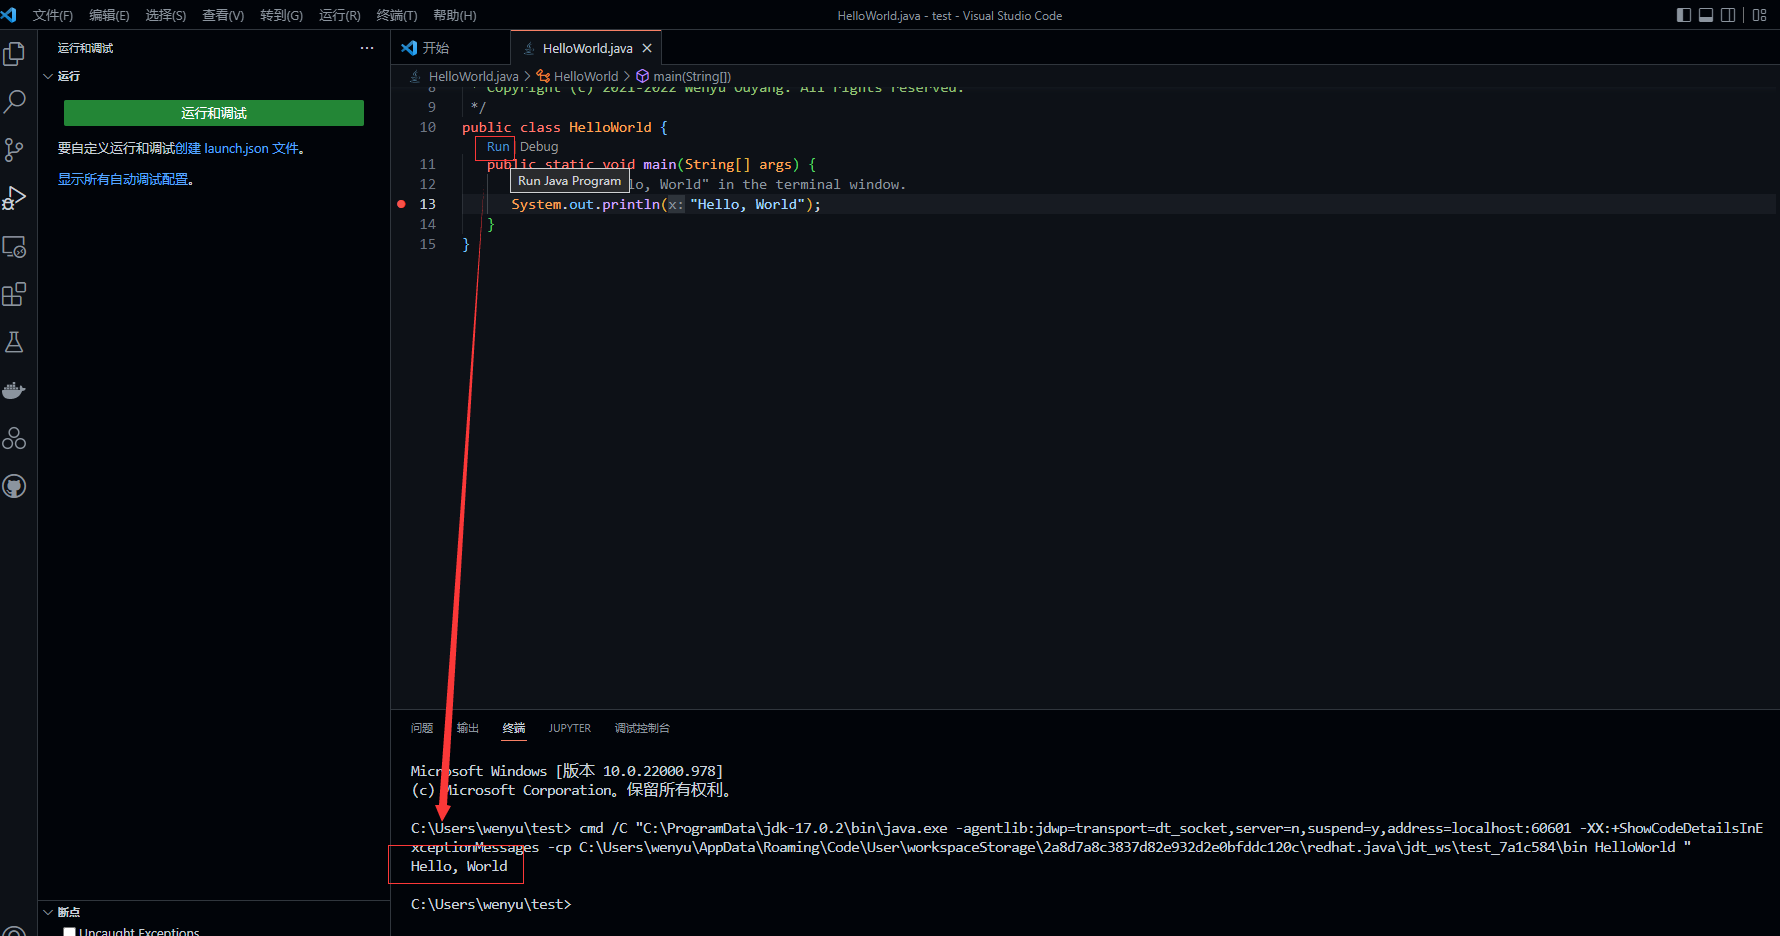 文件(F) 编辑(E) 选择(S) 查看(V) 转到(G) 运行(R) 终端(T) 帮助(H)
HelloWorld.java - test - Visual Studio Code
运行和调试
运行
运行和调试
要自定义运行和调试创建 launch.json 文件。
显示所有自动调试配置。
断点
Uncaught Exceptions
开始
HelloWorld.java
HelloWorld.java > HelloWorld > main(String[])
8 * Copyright (c) 2021-2022 Wenyu Ouyang. All rights reserved.
9 */
10 public class HelloWorld {
Run Debug
11 public static void main(String[] args) {
12 lo, World" in the terminal window.
Run Java Program
13 System.out.println(x: "Hello, World");
14 }
15 }
问题 输出 终端 JUPYTER 调试控制台
Microsoft Windows [版本 10.0.22000.978]
(c) Microsoft Corporation。保留所有权利。
C:\Users\wenyu\test> cmd /C "C:\ProgramData\jdk-17.0.2\bin\java.exe -agentlib:jdwp=transport=dt_socket,server=n,suspend=y,address=localhost:60601 -XX:+ShowCodeDetailsInE
xceptionMessages -cp C:\Users\wenyu\AppData\Roaming\Code\User\workspaceStorage\2a8d7a8c3837d82e932d2e0bfddc120c\redhat.java\jdt_ws\test_7a1c584\bin HelloWorld "
Hello, World
C:\Users\wenyu\test>